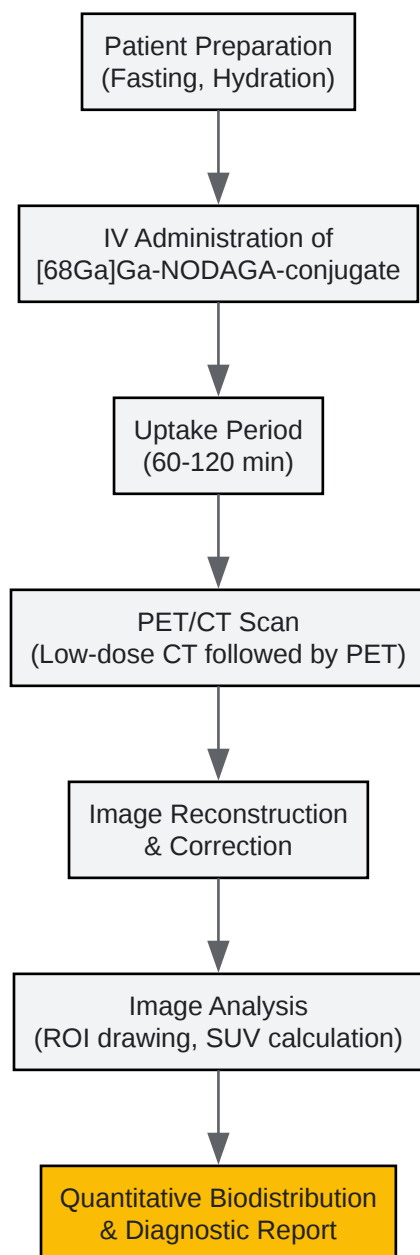 Patient Preparation
(Fasting, Hydration)
IV Administration of
[68Ga]Ga-NODAGA-conjugate
Uptake Period
(60-120 min)
PET/CT Scan
(Low-dose CT followed by PET)
Image Reconstruction
& Correction
Image Analysis
(ROI drawing, SUV calculation)
Quantitative Biodistribution
& Diagnostic Report